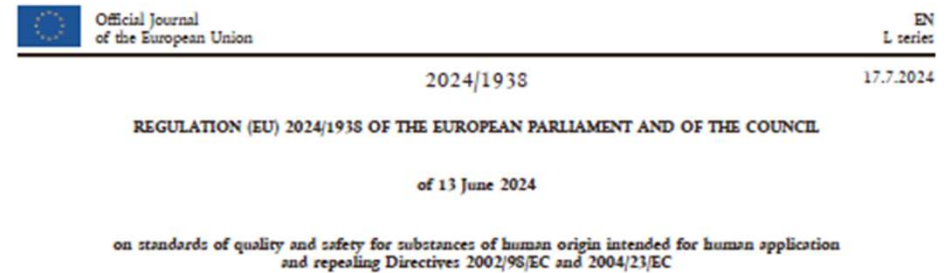 Official Journal
of the European Union
EN
L series
2024/1938
17.7.2024
REGULATION (EU) 2024/1938 OF THE EUROPEAN PARLIAMENT AND OF THE COUNCIL
of 13 June 2024
on standards of quality and safety for substances of human origin intended for human application
and repealing Directives 2002/98/EC and 2004/23/EC